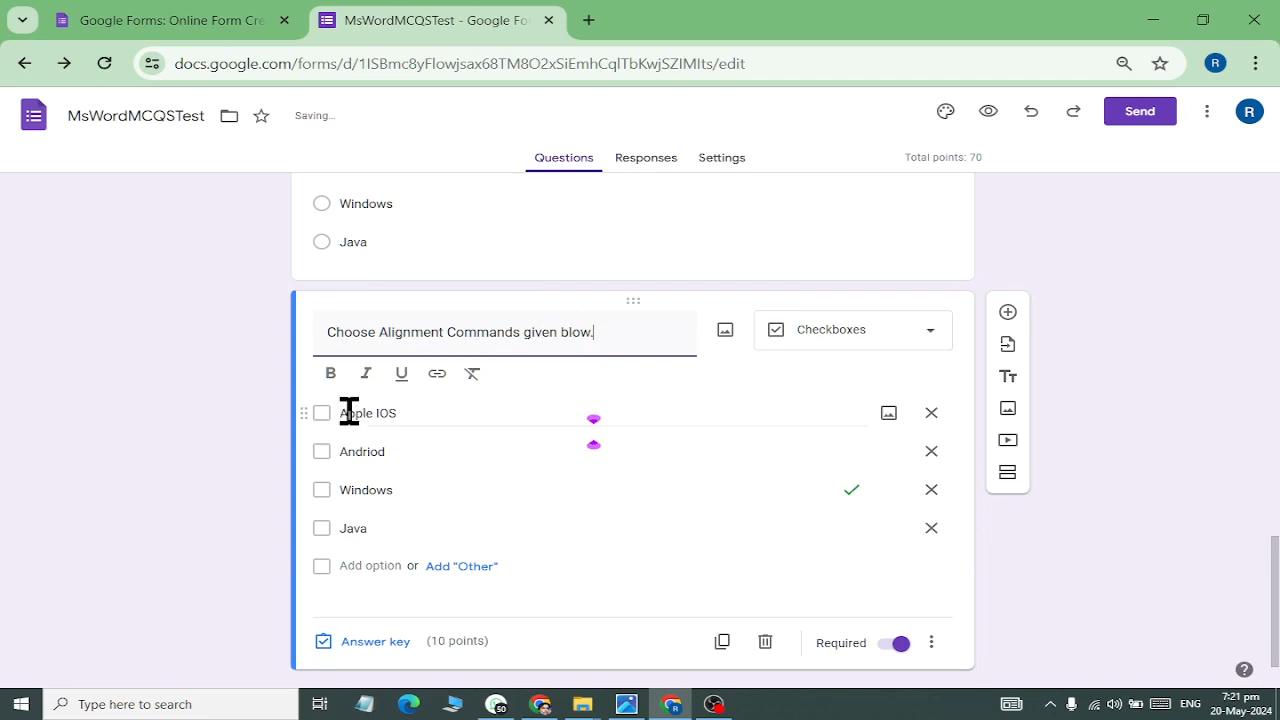 Google Forms: Online Form Cre
MsWordMCQSTest - Google Fo
docs.google.com/forms/d/1ISBmc8yFlowjsax68TM8O2xSiEmhCqlTbKwjSZIMIts/edit
R
MsWordMCQSTest
Saving...
Send
R
Questions
Responses
Settings
Total points: 70
Windows
Java
Choose Alignment Commands given blow.
Checkboxes
B I U
Apple IOS
Andriod
Windows
Java
Add option or Add "Other"
Answer key (10 points)
Required
Type here to search
ENG
7:21 pm
20-May-2024